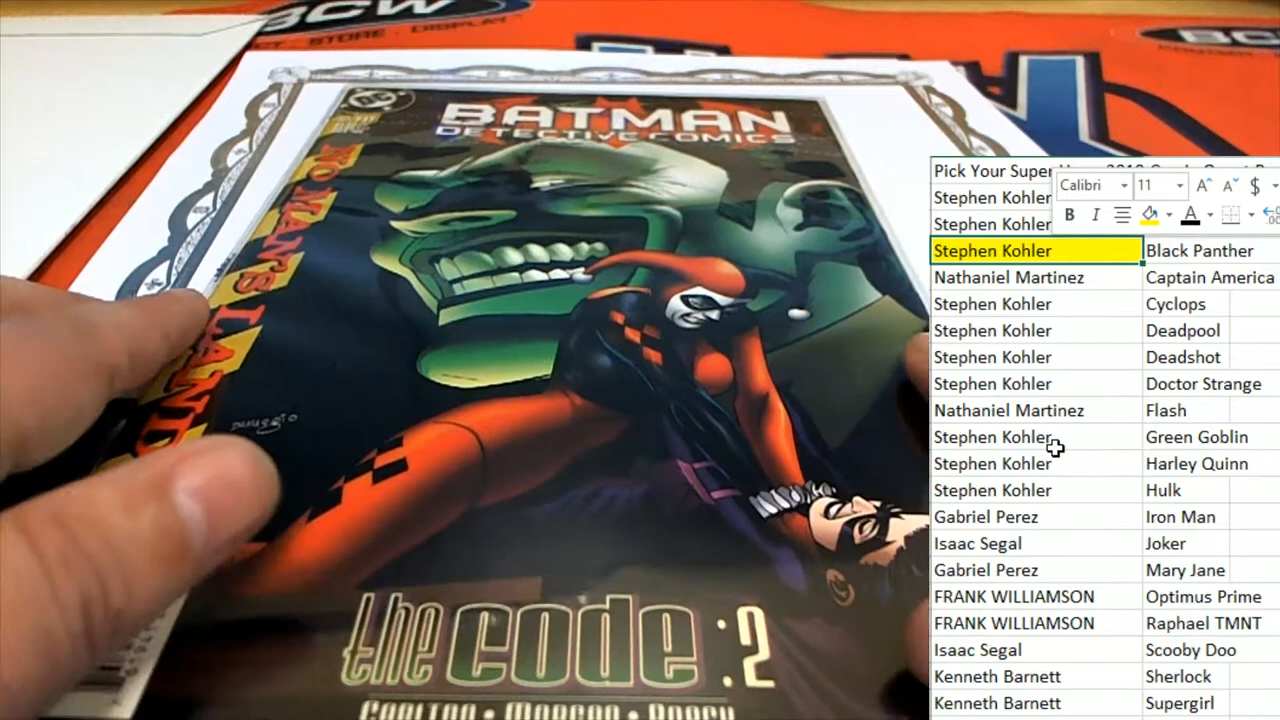 BCW
STORE · DISPLAY
BCW
DC
BATMAN
DETECTIVE COMICS
NO MAN'S LAND
the code :2
Pick Your Super
Calibri 11 A A $
B I A
Stephen Kohler
Stephen Kohler
Stephen Kohler Black Panther
Nathaniel Martinez Captain America
Stephen Kohler Cyclops
Stephen Kohler Deadpool
Stephen Kohler Deadshot
Stephen Kohler Doctor Strange
Nathaniel Martinez Flash
Stephen Kohler Green Goblin
Stephen Kohler Harley Quinn
Stephen Kohler Hulk
Gabriel Perez Iron Man
Isaac Segal Joker
Gabriel Perez Mary Jane
FRANK WILLIAMSON Optimus Prime
FRANK WILLIAMSON Raphael TMNT
Isaac Segal Scooby Doo
Kenneth Barnett Sherlock
Kenneth Barnett Supergirl